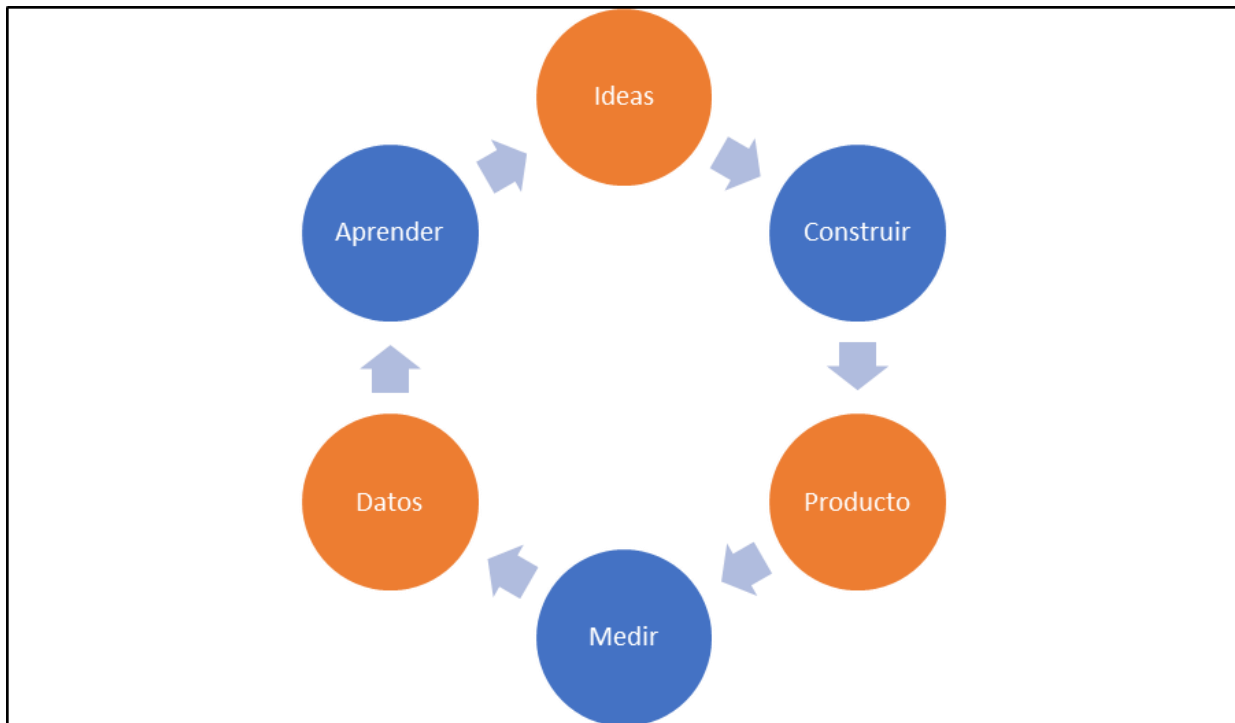 Ideas
Construir
Producto
Medir
Datos
Aprender